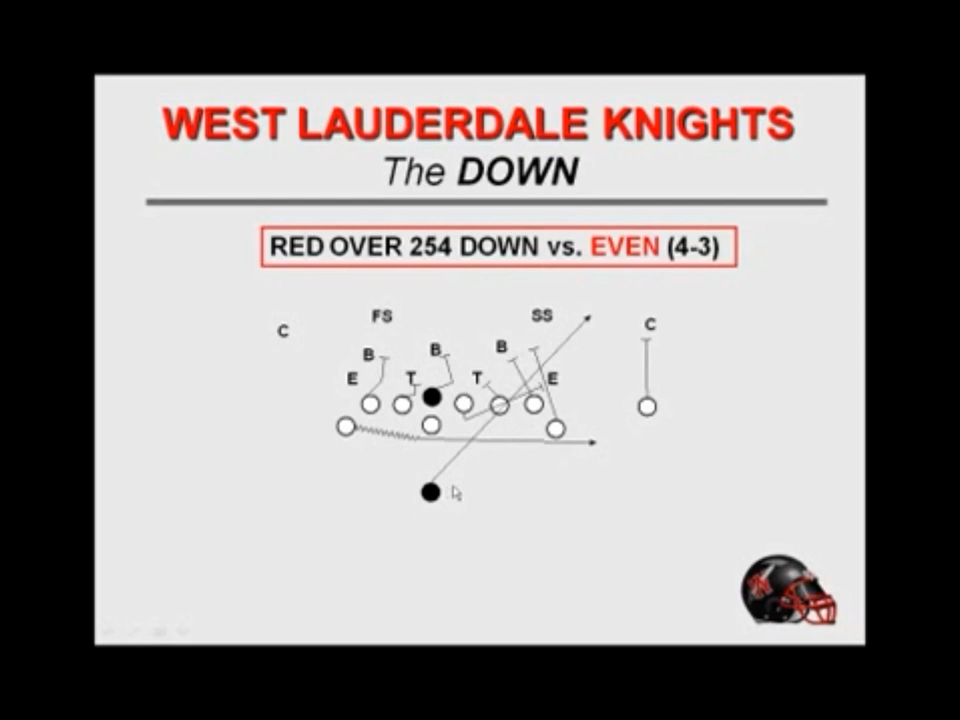 WEST LAUDERDALE KNIGHTS
The DOWN
RED OVER 254 DOWN vs. EVEN (4-3)
C FS SS C
B B B
E T T E